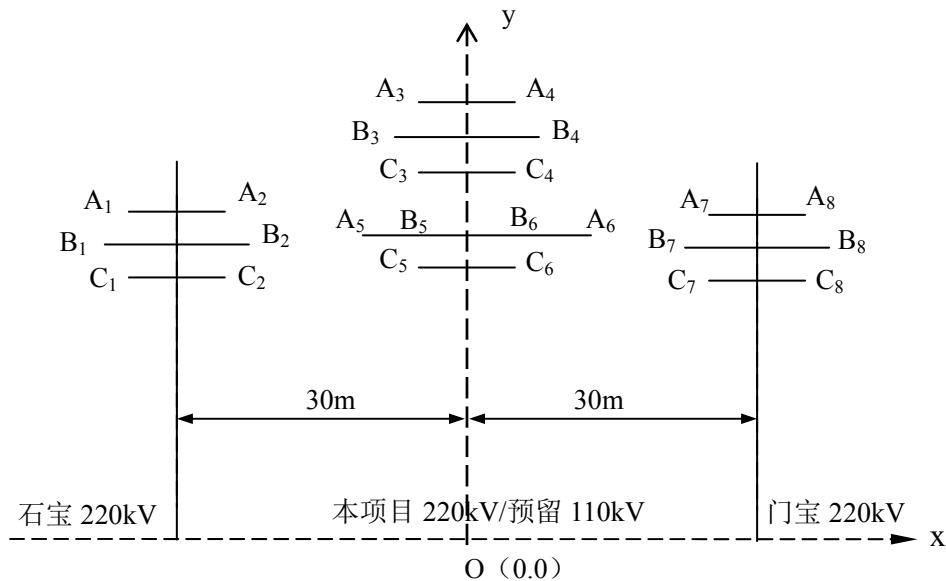 y
A₃ A₄
B₃ B₄
C₃ C₄
A₁ A₂
B₁ B₂
C₁ C₂
A₅ B₅ B₆ A₆
C₅ C₆
A₇ A₈
B₇ B₈
C₇ C₈
30m 30m
石宝 220kV 本项目 220kV/预留 110kV 门宝 220kV
x
O（0.0）